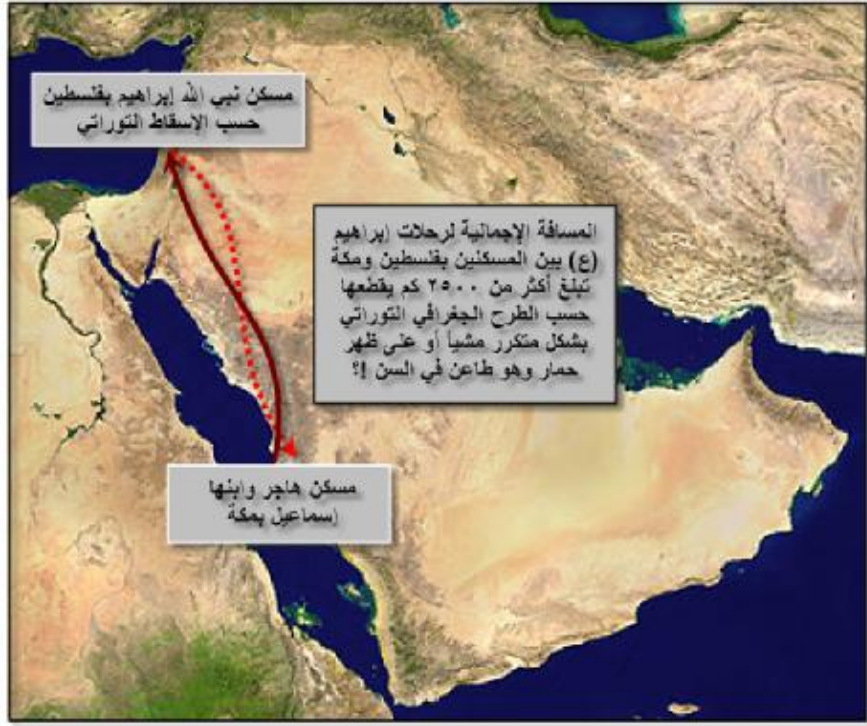 مسكن نبي الله إبراهيم بفلسطين
حسب الإسقاط التوراتي
المسافة الإجمالية لرحلات إبراهيم
(ع) بين المسكنين بفلسطين ومكة
تبلغ أكثر من ٢٥٠٠ كم يقطعها
حسب الطرح الجغرافي التوراتي
بشكل متكرر مشياً أو على ظهر
حمار وهو طاعن في السن !؟
مسكن هاجر وابنها
إسماعيل بمكة